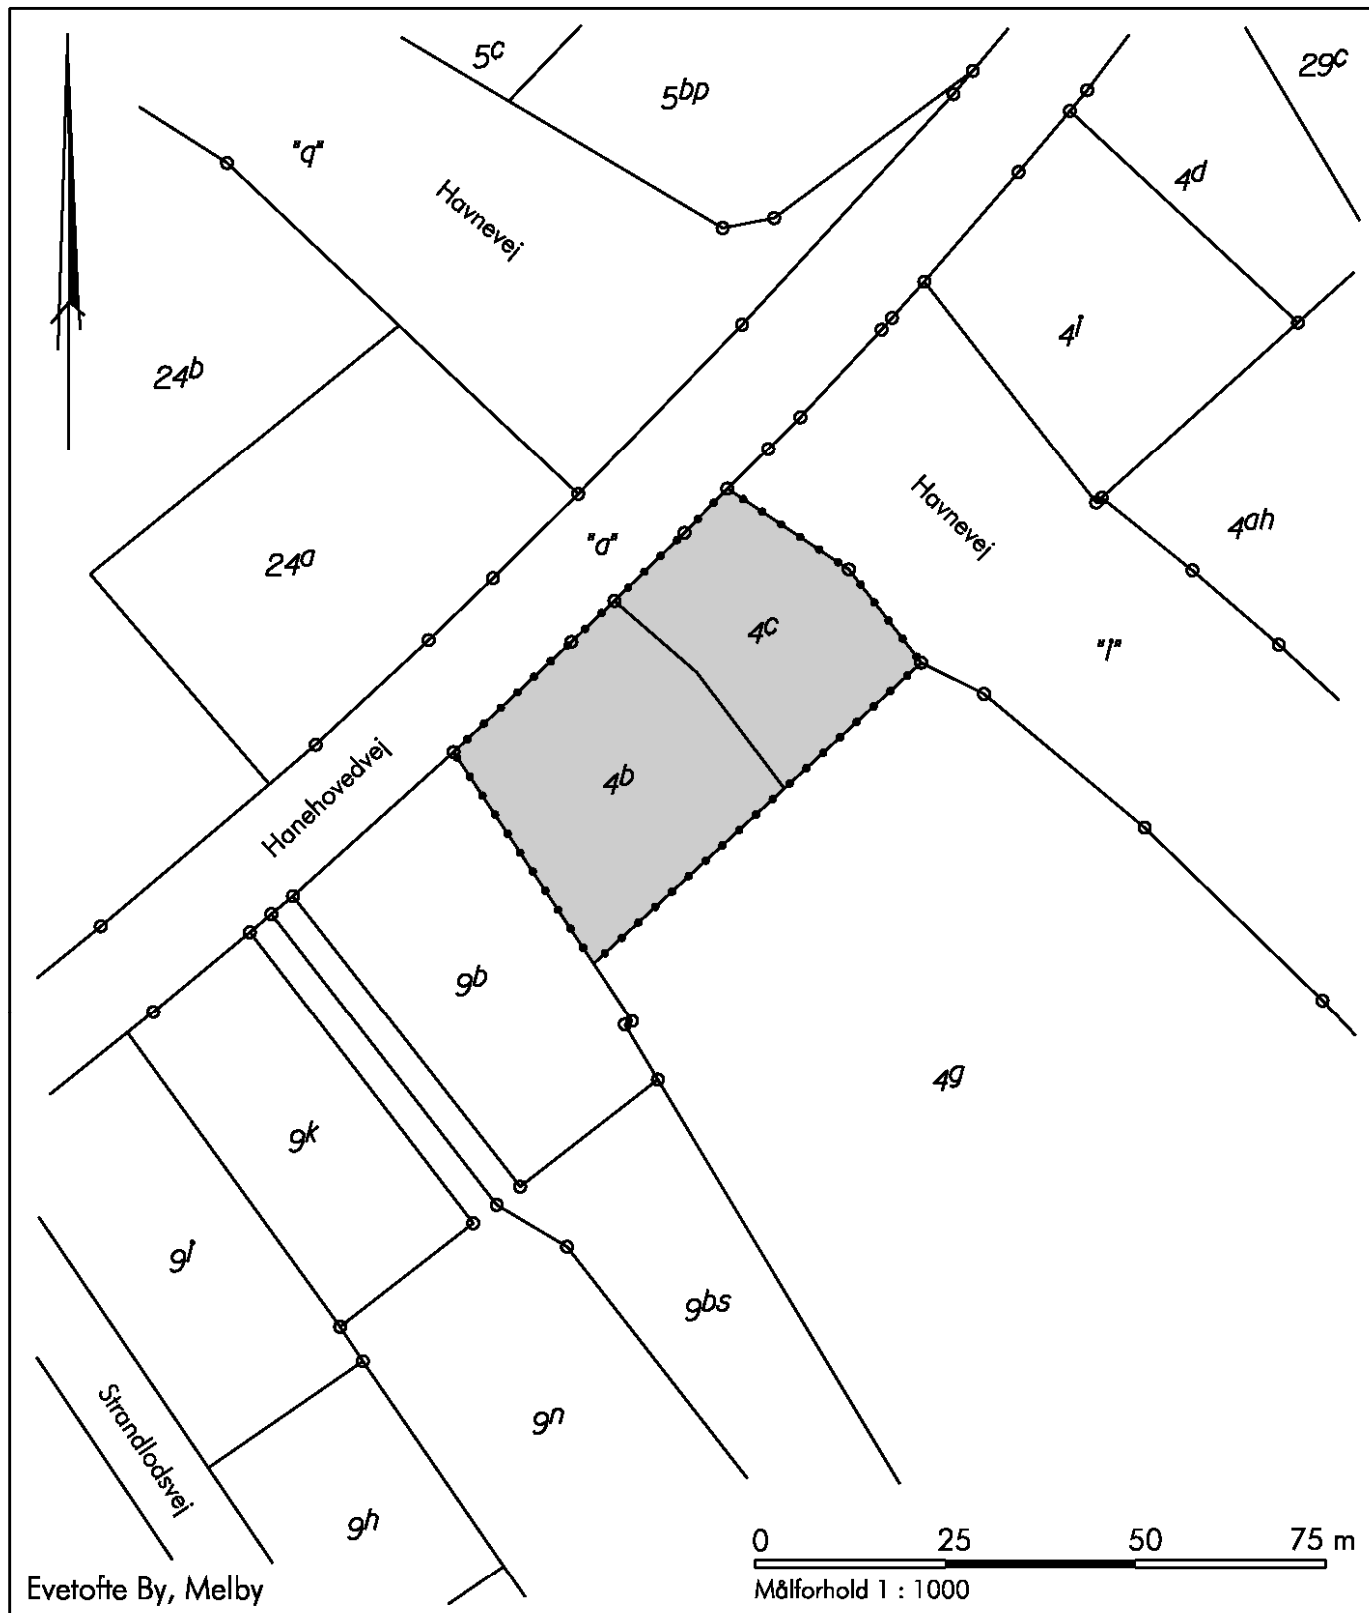 5c
5bp
29c
"q"
Havnevej
4d
24b
4i
24a
"a"
Havnevej
4ah
4c
"i"
Hanehovedvej
4b
9b
4g
9k
9i
9bs
Strandlodsvej
9n
9h
0 25 50 75 m
Evetofte By, Melby
Målforhold 1 : 1000